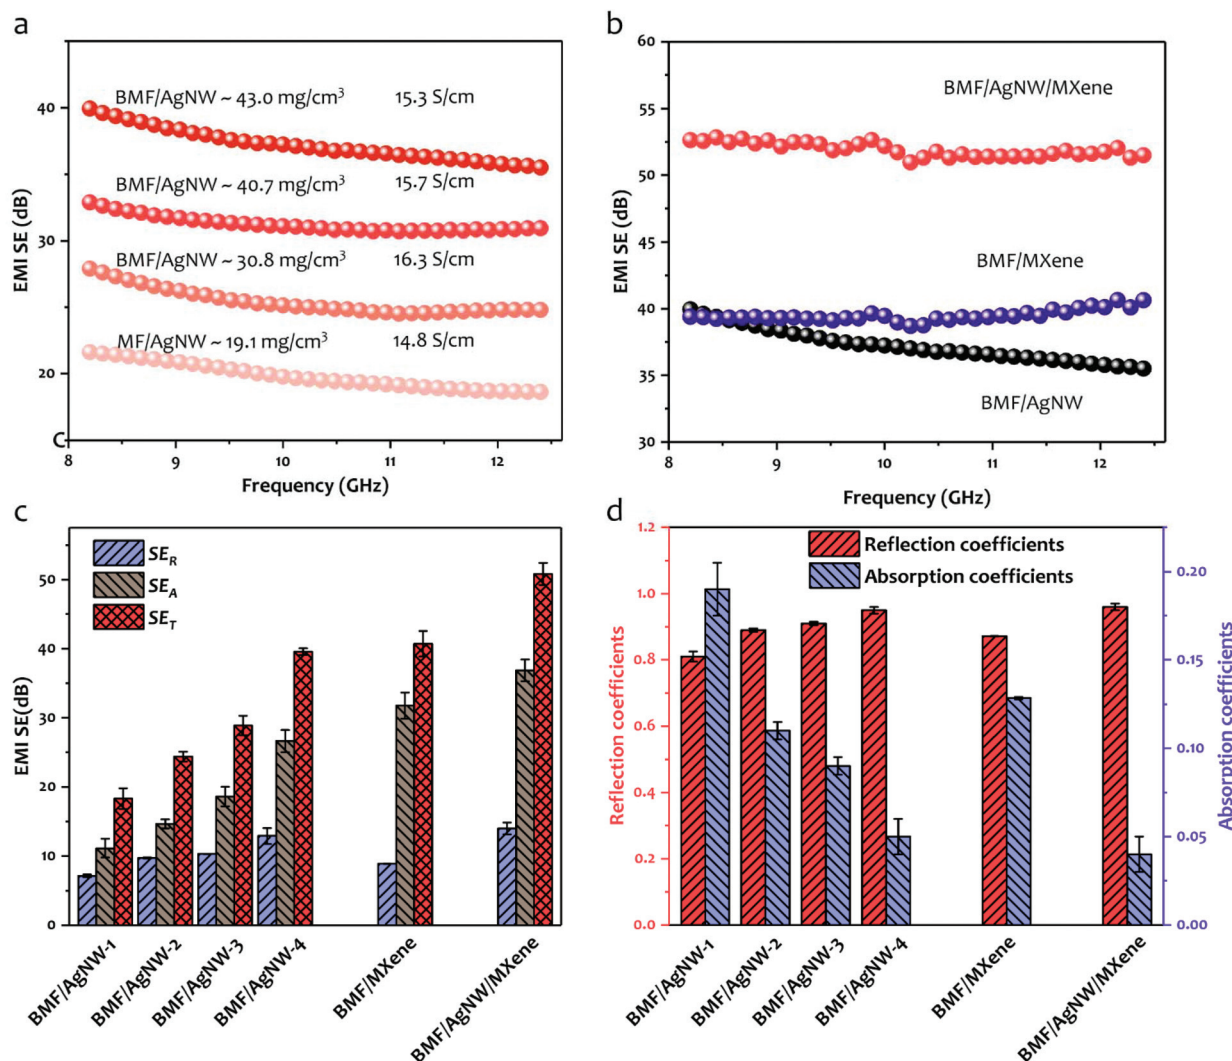 a
EMI SE (dB)
40
30
20
C
BMF/AgNW ~ 43.0 mg/cm³ 15.3 S/cm
BMF/AgNW ~ 40.7 mg/cm³ 15.7 S/cm
BMF/AgNW ~ 30.8 mg/cm³ 16.3 S/cm
MF/AgNW ~ 19.1 mg/cm³ 14.8 S/cm
8 9 10 11 12
Frequency (GHz)
b
EMI SE (dB)
60
55
50
45
40
35
30
BMF/AgNW/MXene
BMF/MXene
BMF/AgNW
8 9 10 11 12
Frequency (GHz)
c
EMI SE(dB)
50
40
30
20
10
0
SE_R
SE_A
SE_T
BMF/AgNW-1
BMF/AgNW-2
BMF/AgNW-3
BMF/AgNW-4
BMF/MXene
BMF/AgNW/MXene
d
Reflection coefficients
1.2
1.0
0.8
0.6
0.4
0.2
0.0
Reflection coefficients
Absorption coefficients
0.20
0.15
0.10
0.05
0.00
Absorption coefficients
BMF/AgNW-1
BMF/AgNW-2
BMF/AgNW-3
BMF/AgNW-4
BMF/MXene
BMF/AgNW/MXene